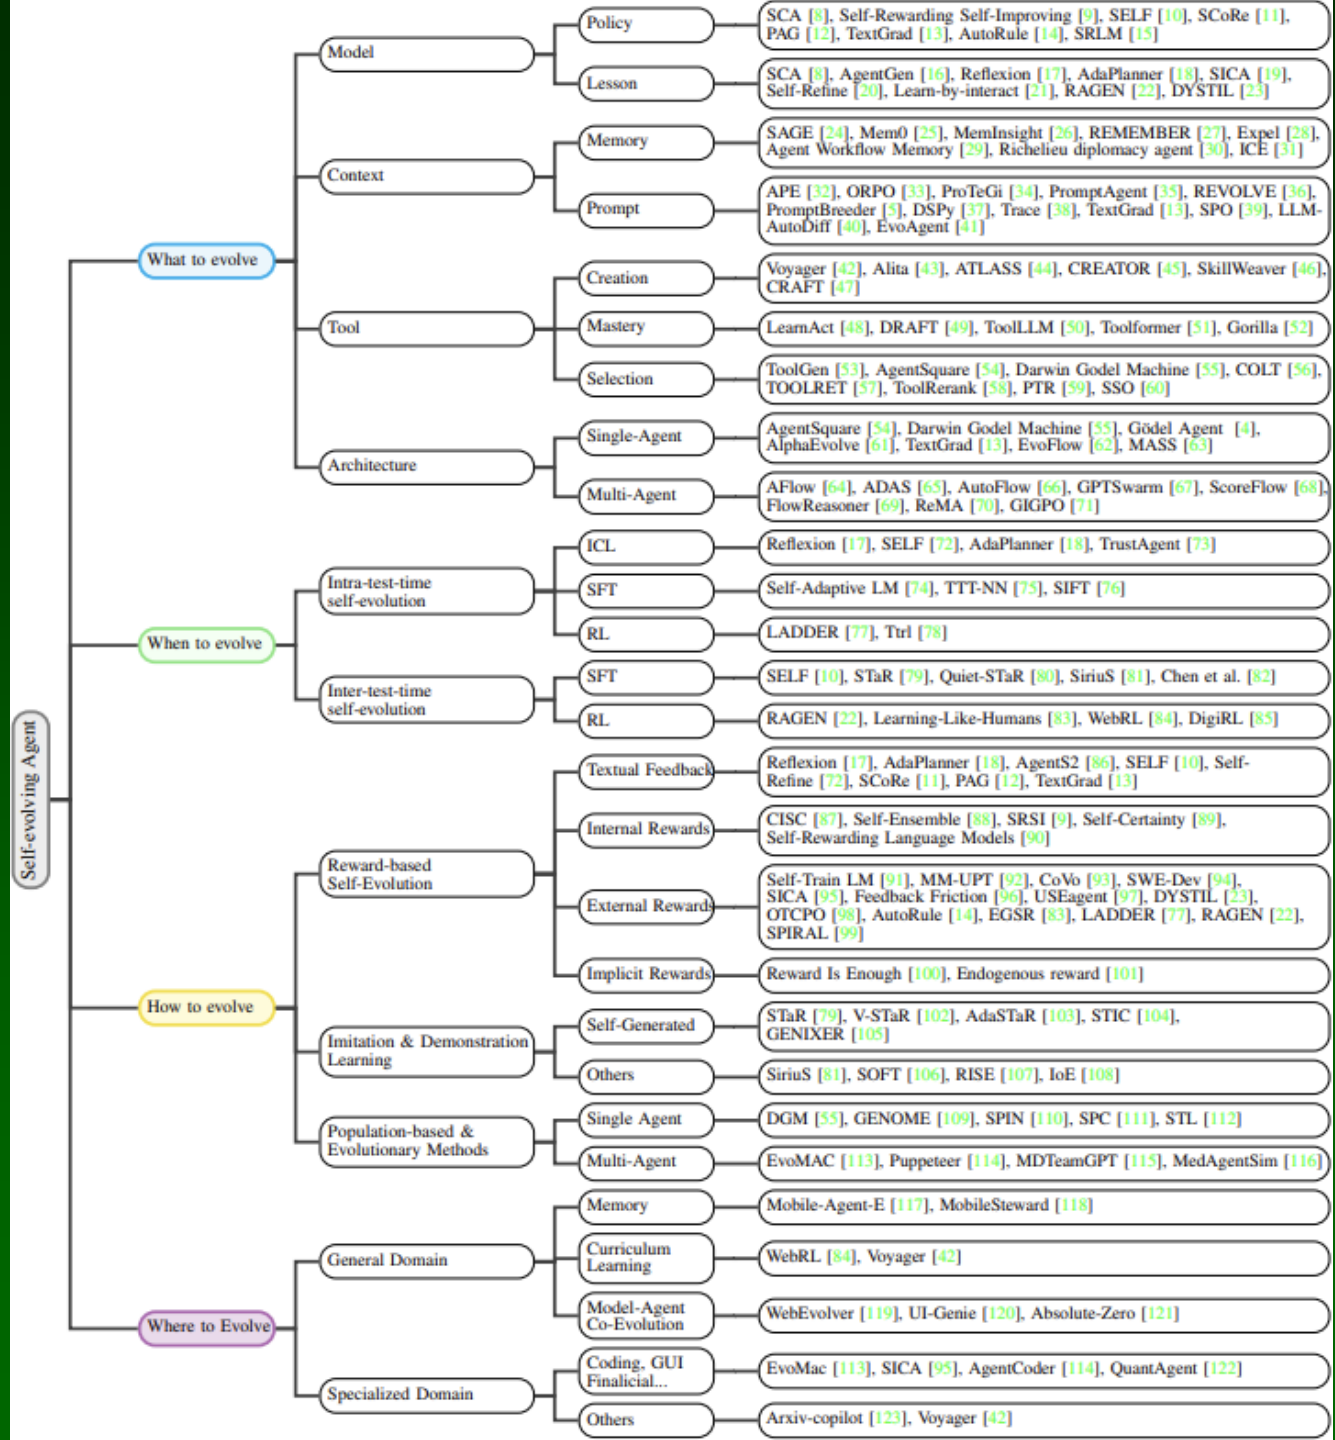 Self-evolving Agent
What to evolve
Model
Policy
SCA [8], Self-Rewarding Self-Improving [9], SELF [10], SCoRe [11],
PAG [12], TextGrad [13], AutoRule [14], SRLM [15]
Lesson
SCA [8], AgentGen [16], Reflexion [17], AdaPlanner [18], SICA [19],
Self-Refine [20], Learn-by-interact [21], RAGEN [22], DYSTIL [23]
Context
Memory
SAGE [24], Mem0 [25], MemInsight [26], REMEMBER [27], Expel [28],
Agent Workflow Memory [29], Richelieu diplomacy agent [30], ICE [31]
Prompt
APE [32], ORPO [33], ProTeGi [34], PromptAgent [35], REVOLVE [36],
PromptBreeder [5], DSPy [37], Trace [38], TextGrad [13], SPO [39], LLM-
AutoDiff [40], EvoAgent [41]
Tool
Creation
Voyager [42], Alita [43], ATLASS [44], CREATOR [45], SkillWeaver [46],
CRAFT [47]
Mastery
LearnAct [48], DRAFT [49], ToolLLM [50], Toolformer [51], Gorilla [52]
Selection
ToolGen [53], AgentSquare [54], Darwin Godel Machine [55], COLT [56],
TOOLRET [57], ToolRerank [58], PTR [59], SSO [60]
Architecture
Single-Agent
AgentSquare [54], Darwin Godel Machine [55], Gödel Agent [4],
AlphaEvolve [61], TextGrad [13], EvoFlow [62], MASS [63]
Multi-Agent
AFlow [64], ADAS [65], AutoFlow [66], GPTSwarm [67], ScoreFlow [68],
FlowReasoner [69], ReMA [70], GIGPO [71]
When to evolve
Intra-test-time
self-evolution
ICL
Reflexion [17], SELF [72], AdaPlanner [18], TrustAgent [73]
SFT
Self-Adaptive LM [74], TTT-NN [75], SIFT [76]
RL
LADDER [77], Ttrl [78]
Inter-test-time
self-evolution
SFT
SELF [10], STaR [79], Quiet-STaR [80], SiriuS [81], Chen et al. [82]
RL
RAGEN [22], Learning-Like-Humans [83], WebRL [84], DigiRL [85]
How to evolve
Reward-based
Self-Evolution
Textual Feedback
Reflexion [17], AdaPlanner [18], AgentS2 [86], SELF [10], Self-
Refine [72], SCoRe [11], PAG [12], TextGrad [13]
Internal Rewards
CISC [87], Self-Ensemble [88], SRSI [9], Self-Certainty [89],
Self-Rewarding Language Models [90]
External Rewards
Self-Train LM [91], MM-UPT [92], CoVo [93], SWE-Dev [94],
SICA [95], Feedback Friction [96], USEagent [97], DYSTIL [23],
OTCPO [98], AutoRule [14], EGSR [83], LADDER [77], RAGEN [22],
SPIRAL [99]
Implicit Rewards
Reward Is Enough [100], Endogenous reward [101]
Imitation & Demonstration
Learning
Self-Generated
STaR [79], V-STaR [102], AdaSTaR [103], STIC [104],
GENIXER [105]
Others
SiriuS [81], SOFT [106], RISE [107], IoE [108]
Population-based &
Evolutionary Methods
Single Agent
DGM [55], GENOME [109], SPIN [110], SPC [111], STL [112]
Multi-Agent
EvoMAC [113], Puppeteer [114], MDTeamGPT [115], MedAgentSim [116]
Where to Evolve
General Domain
Memory
Mobile-Agent-E [117], MobileSteward [118]
Curriculum
Learning
WebRL [84], Voyager [42]
Model-Agent
Co-Evolution
WebEvolver [119], UI-Genie [120], Absolute-Zero [121]
Specialized Domain
Coding, GUI
Finalicial...
EvoMac [113], SICA [95], AgentCoder [114], QuantAgent [122]
Others
Arxiv-copilot [123], Voyager [42]